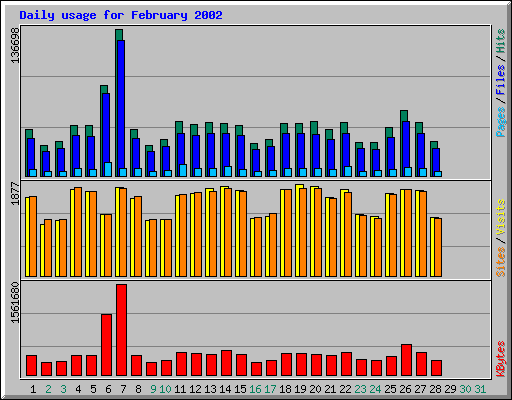 Daily usage for February 2002
136698
Pages / Files / Hits
1877
Sites / Visits
1561680
KBytes
1 2 3 4 5 6 7 8 9 10 11 12 13 14 15 16 17 18 19 20 21 22 23 24 25 26 27 28 29 30 31